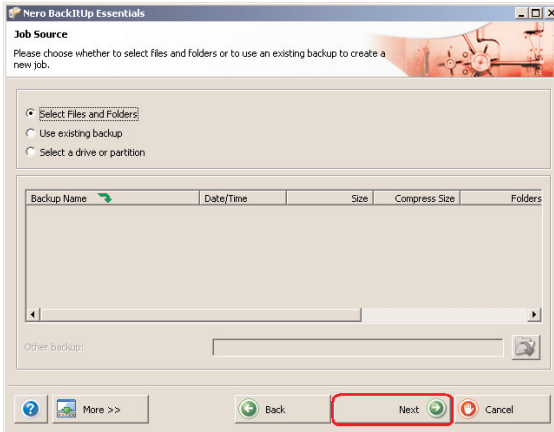 Nero BackItUp Essentials
Job Source
Please choose whether to select files and folders or to use an existing backup to create a
new job.
Select Files and Folders
Use existing backup
Select a drive or partition
Backup Name Date/Time Size Compress Size Folders
Other backup:
? More >> Back Next Cancel